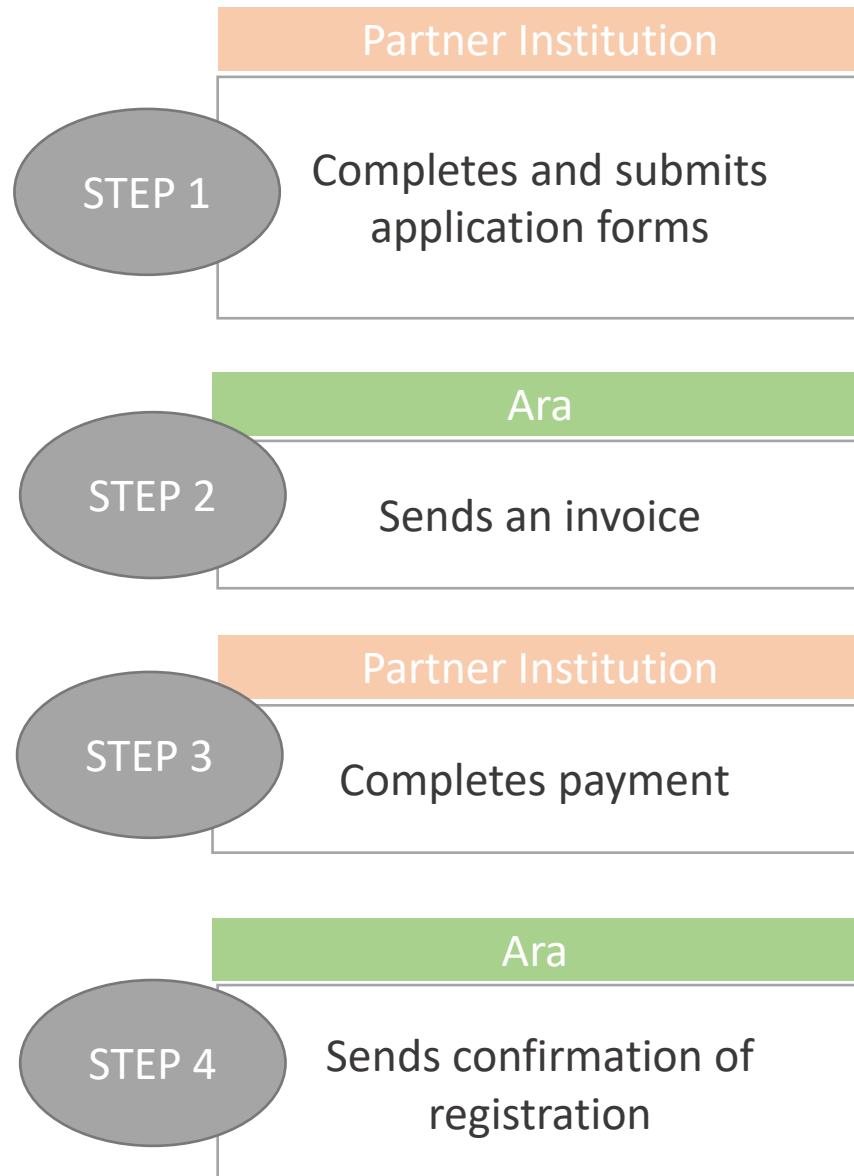 Partner Institution
STEP 1
Completes and submits
application forms
Ara
STEP 2
Sends an invoice
Partner Institution
STEP 3
Completes payment
Ara
STEP 4
Sends confirmation of
registration